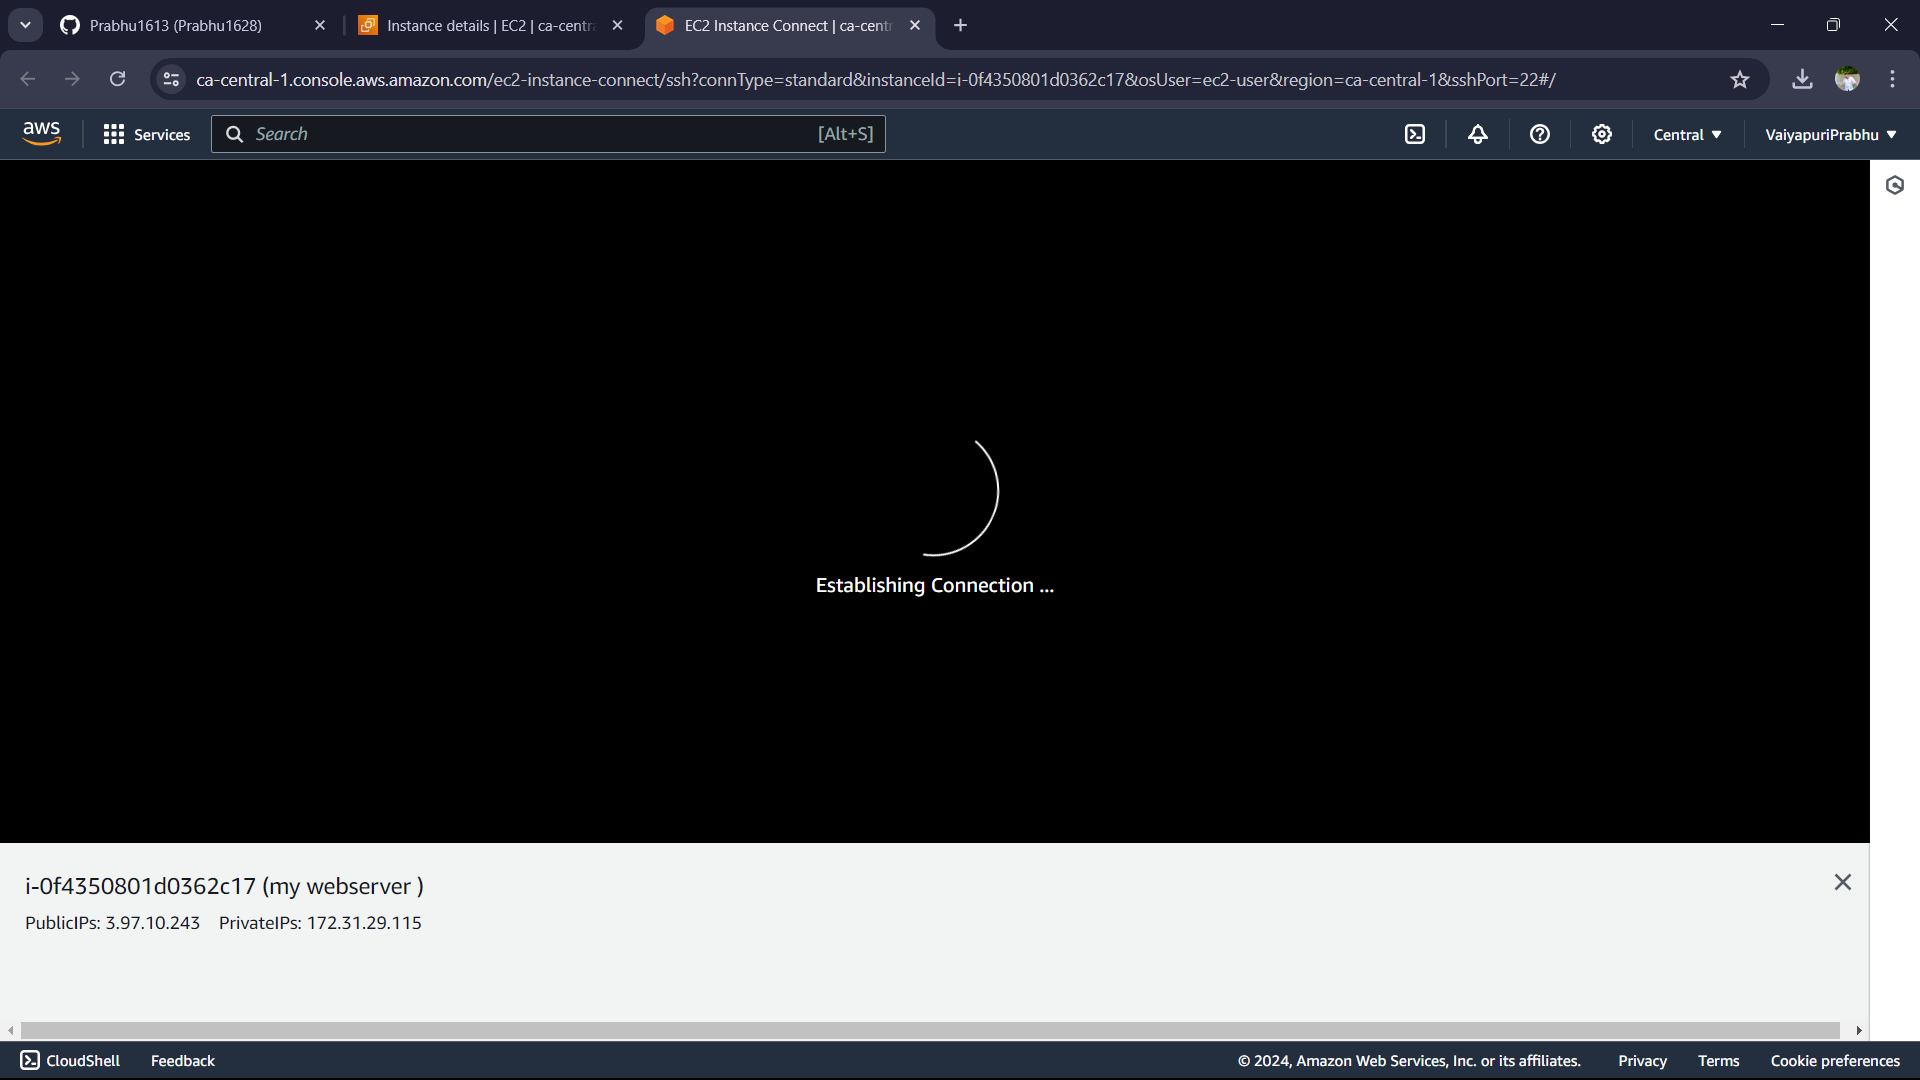 Prabhu1613 (Prabhu1628)
Instance details | EC2 | ca-centra
EC2 Instance Connect | ca-centr
ca-central-1.console.aws.amazon.com/ec2-instance-connect/ssh?connType=standard&instanceId=i-0f4350801d0362c17&osUser=ec2-user&region=ca-central-1&sshPort=22#/
aws
Services
Search
[Alt+S]
Central
VaiyapuriPrabhu
Establishing Connection ...
i-0f4350801d0362c17 (my webserver )
PublicIPs: 3.97.10.243 PrivateIPs: 172.31.29.115
CloudShell
Feedback
© 2024, Amazon Web Services, Inc. or its affiliates.
Privacy
Terms
Cookie preferences